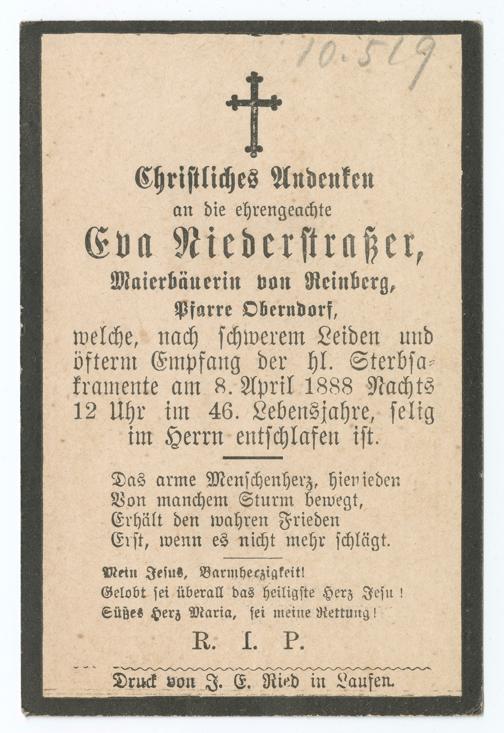 10.519
Christliches Andenken
an die ehrengeachte
Eva Niederstraßer,
Maierbäuerin von Reinberg,
Pfarre Oberndorf,
welche, nach schwerem Leiden und
öfterm Empfang der hl. Sterbsa-
kramente am 8. April 1888 Nachts
12 Uhr im 46. Lebensjahre, selig
im Herrn entschlafen ist.
Das arme Menschenherz, hienieden
Von manchem Sturm bewegt,
Erhält den wahren Frieden
Erst, wenn es nicht mehr schlägt.
Mein Jesus, Barmherzigkeit!
Gelobt sei überall das heiligste Herz Jesu!
Süßes Herz Maria, sei meine Rettung!
R. I. P.
Druck von J. E. Ried in Laufen.